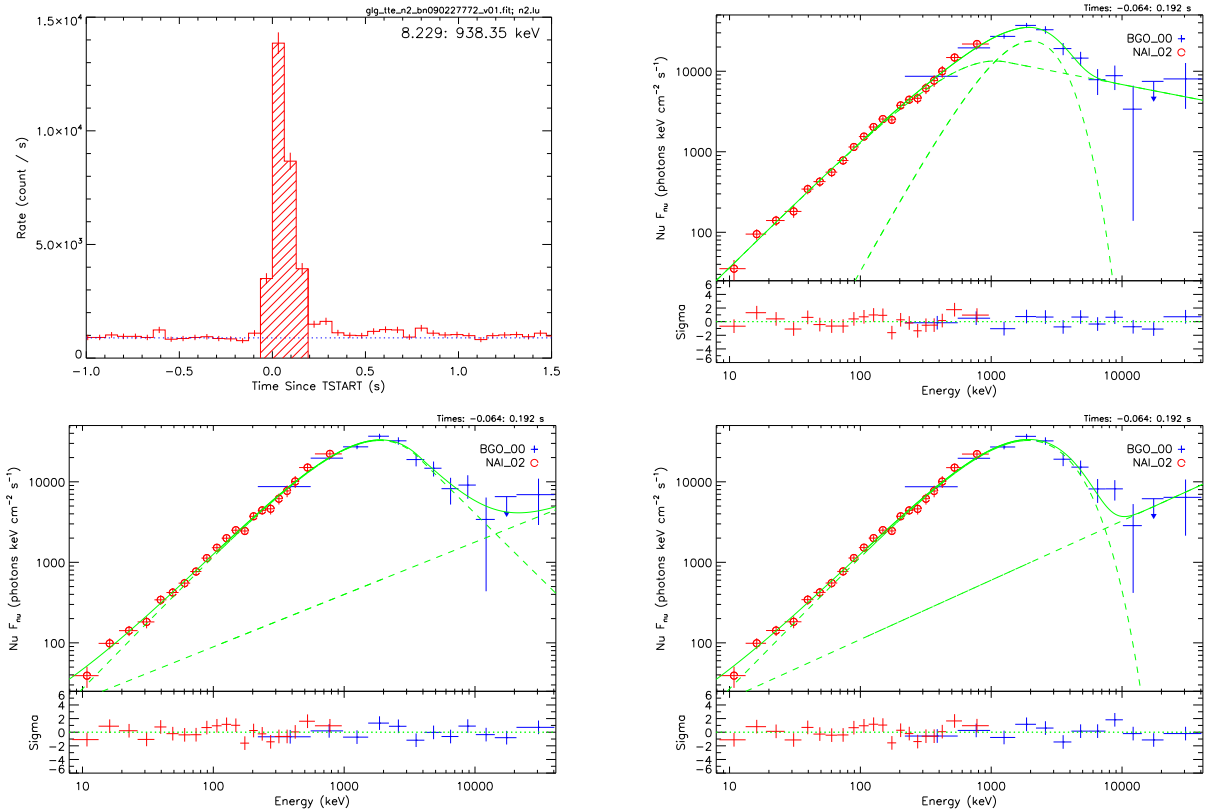 glg_tte_n2_bn090227772_v01.fit; n2.lu
8.229: 938.35 keV
1.5×10⁴
1.0×10⁴
5.0×10³
0
Rate (count / s)
-1.0 -0.5 0.0 0.5 1.0 1.5
Time Since TSTART (s)
Times: -0.064: 0.192 s
BGO_00
NAI_02
10000
1000
100
Nu Fnu (photons keV cm⁻² s⁻¹)
6
4
2
0
-2
-4
-6
Sigma
10 100 1000 10000
Energy (keV)
Times: -0.064: 0.192 s
BGO_00
NAI_02
10000
1000
100
Nu Fnu (photons keV cm⁻² s⁻¹)
6
4
2
0
-2
-4
-6
Sigma
10 100 1000 10000
Energy (keV)
Times: -0.064: 0.192 s
BGO_00
NAI_02
10000
1000
100
Nu Fnu (photons keV cm⁻² s⁻¹)
6
4
2
0
-2
-4
-6
Sigma
10 100 1000 10000
Energy (keV)